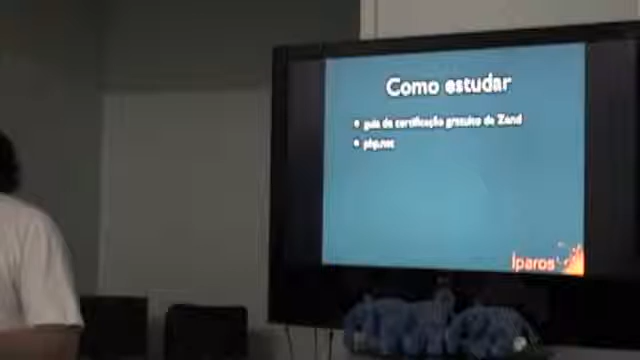 Como estudar
• guia de certificação gratuito da Zend
• php.net
Iparos